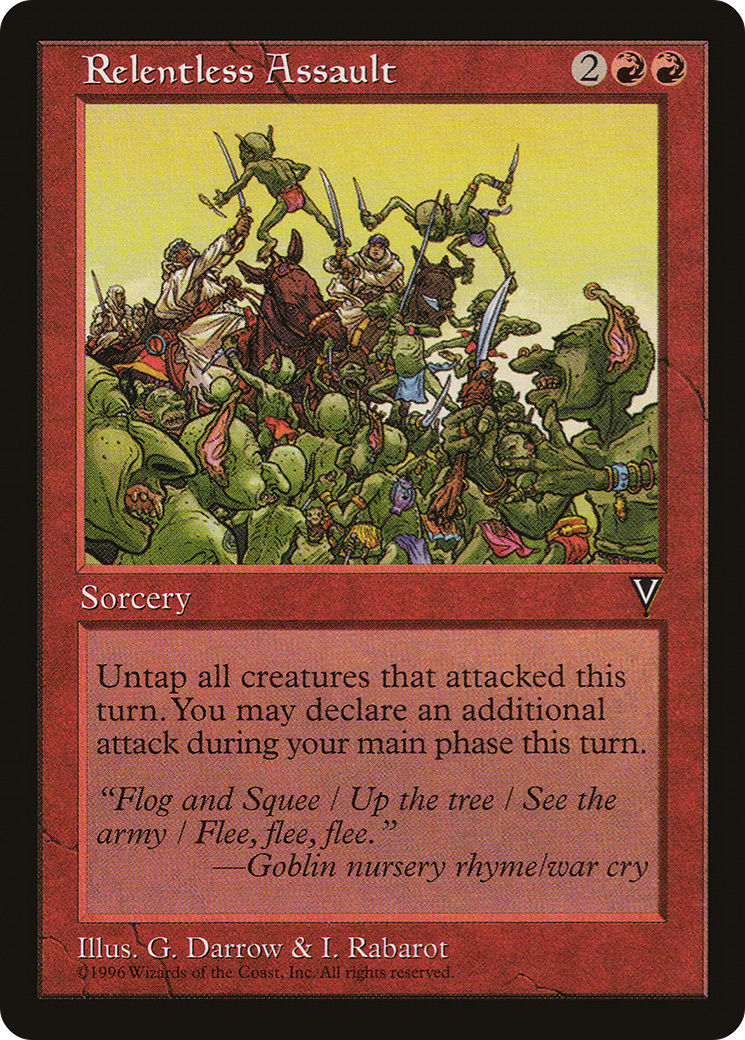 Relentless Assault 2
Sorcery V
Untap all creatures that attacked this
turn. You may declare an additional
attack during your main phase this turn.
“Flog and Squee / Up the tree / See the
army / Flee, flee, flee.”
—Goblin nursery rhyme/war cry
Illus. G. Darrow & I. Rabarot
©1996 Wizards of the Coast, Inc. All rights reserved.